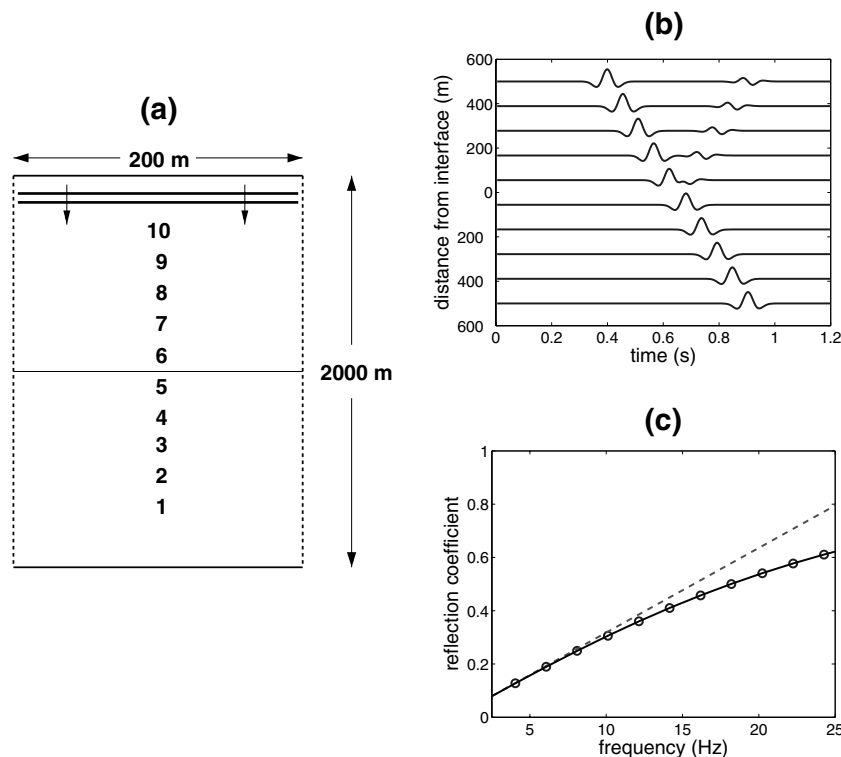 (a)
200 m
10
9
8
7
6
5
4
3
2
1
2000 m
(b)
distance from interface (m)
600
400
200
0
200
400
600
0 0.2 0.4 0.6 0.8 1 1.2
time (s)
(c)
reflection coefficient
1
0.8
0.6
0.4
0.2
0
5 10 15 20 25
frequency (Hz)